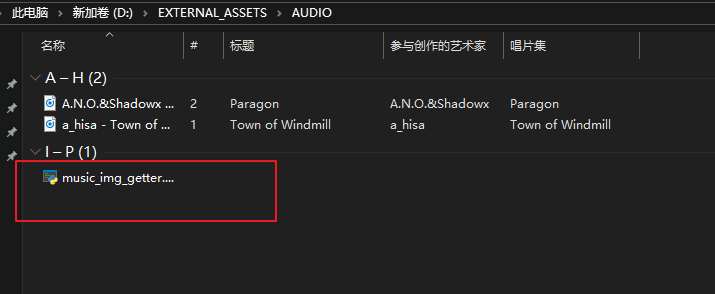 此电脑 > 新加卷 (D:) > EXTERNAL_ASSETS > AUDIO
名称 # 标题 参与创作的艺术家 唱片集
A – H (2)
A.N.O.&Shadowx ... 2 Paragon A.N.O.&Shadowx Paragon
a_hisa - Town of ... 1 Town of Windmill a_hisa Town of Windmill
I – P (1)
music_img_getter....